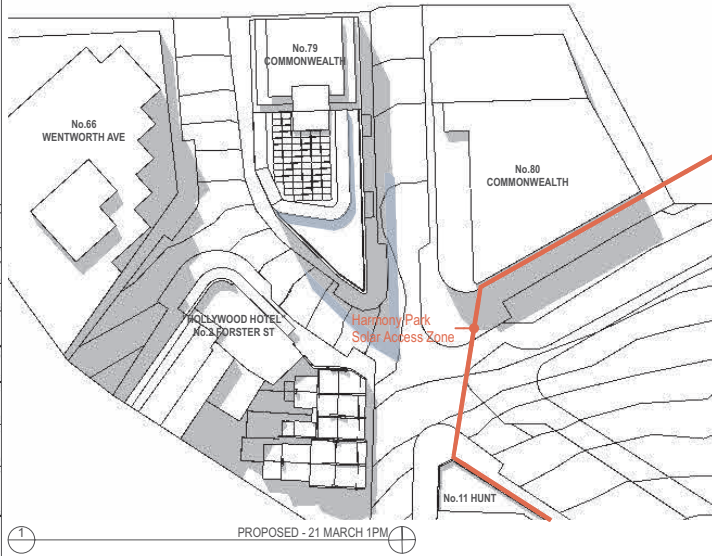 No.79
COMMONWEALTH
No.66
WENTWORTH AVE
No.80
COMMONWEALTH
"HOLLYWOOD HOTEL"
No.2 FORSTER ST
Harmony Park
Solar Access Zone
No.11 HUNT
1
PROPOSED - 21 MARCH 1PM